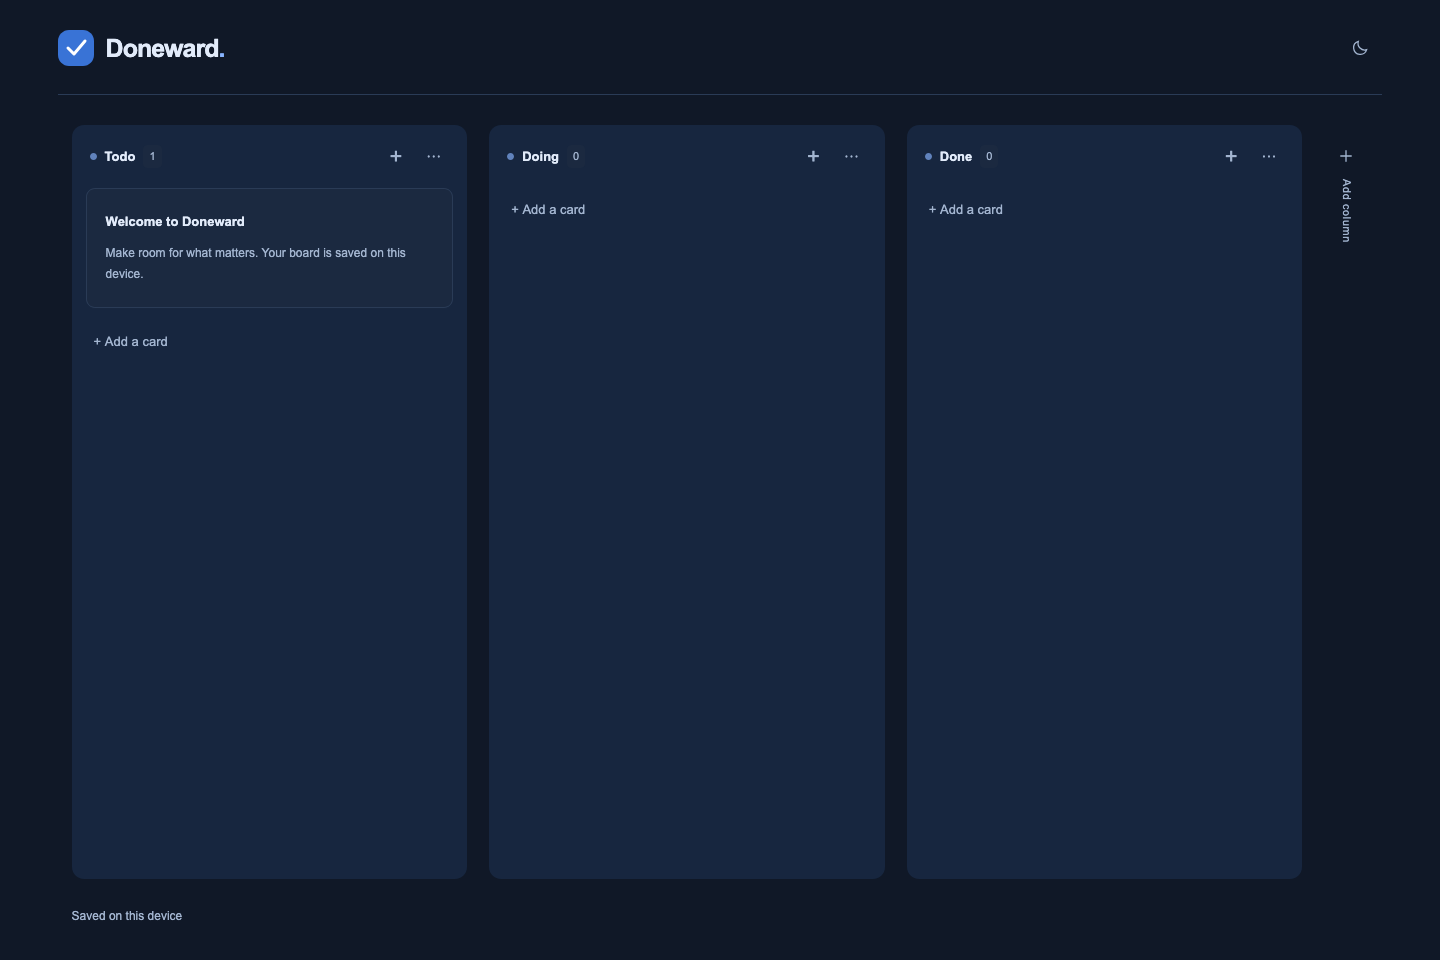 Doneward.
Todo 1
Welcome to Doneward
Make room for what matters. Your board is saved on this
device.
+ Add a card
Doing 0
+ Add a card
Done 0
+ Add a card
Add column
Saved on this device